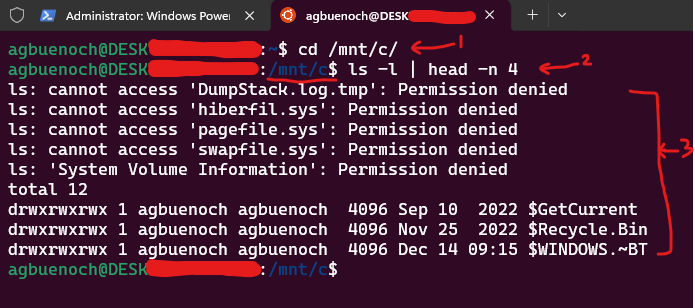 Administrator: Windows Power agbuenoch@DESK
agbuenoch@DESK:~$ cd /mnt/c/ 1
agbuenoch@DESK:/mnt/c$ ls -l | head -n 4 2
ls: cannot access 'DumpStack.log.tmp': Permission denied
ls: cannot access 'hiberfil.sys': Permission denied
ls: cannot access 'pagefile.sys': Permission denied
ls: cannot access 'swapfile.sys': Permission denied 3
ls: 'System Volume Information': Permission denied
total 12
drwxrwxrwx 1 agbuenoch agbuenoch 4096 Sep 10 2022 $GetCurrent
drwxrwxrwx 1 agbuenoch agbuenoch 4096 Nov 25 2022 $Recycle.Bin
drwxrwxrwx 1 agbuenoch agbuenoch 4096 Dec 14 09:15 $WINDOWS.~BT
agbuenoch@DESK:/mnt/c$